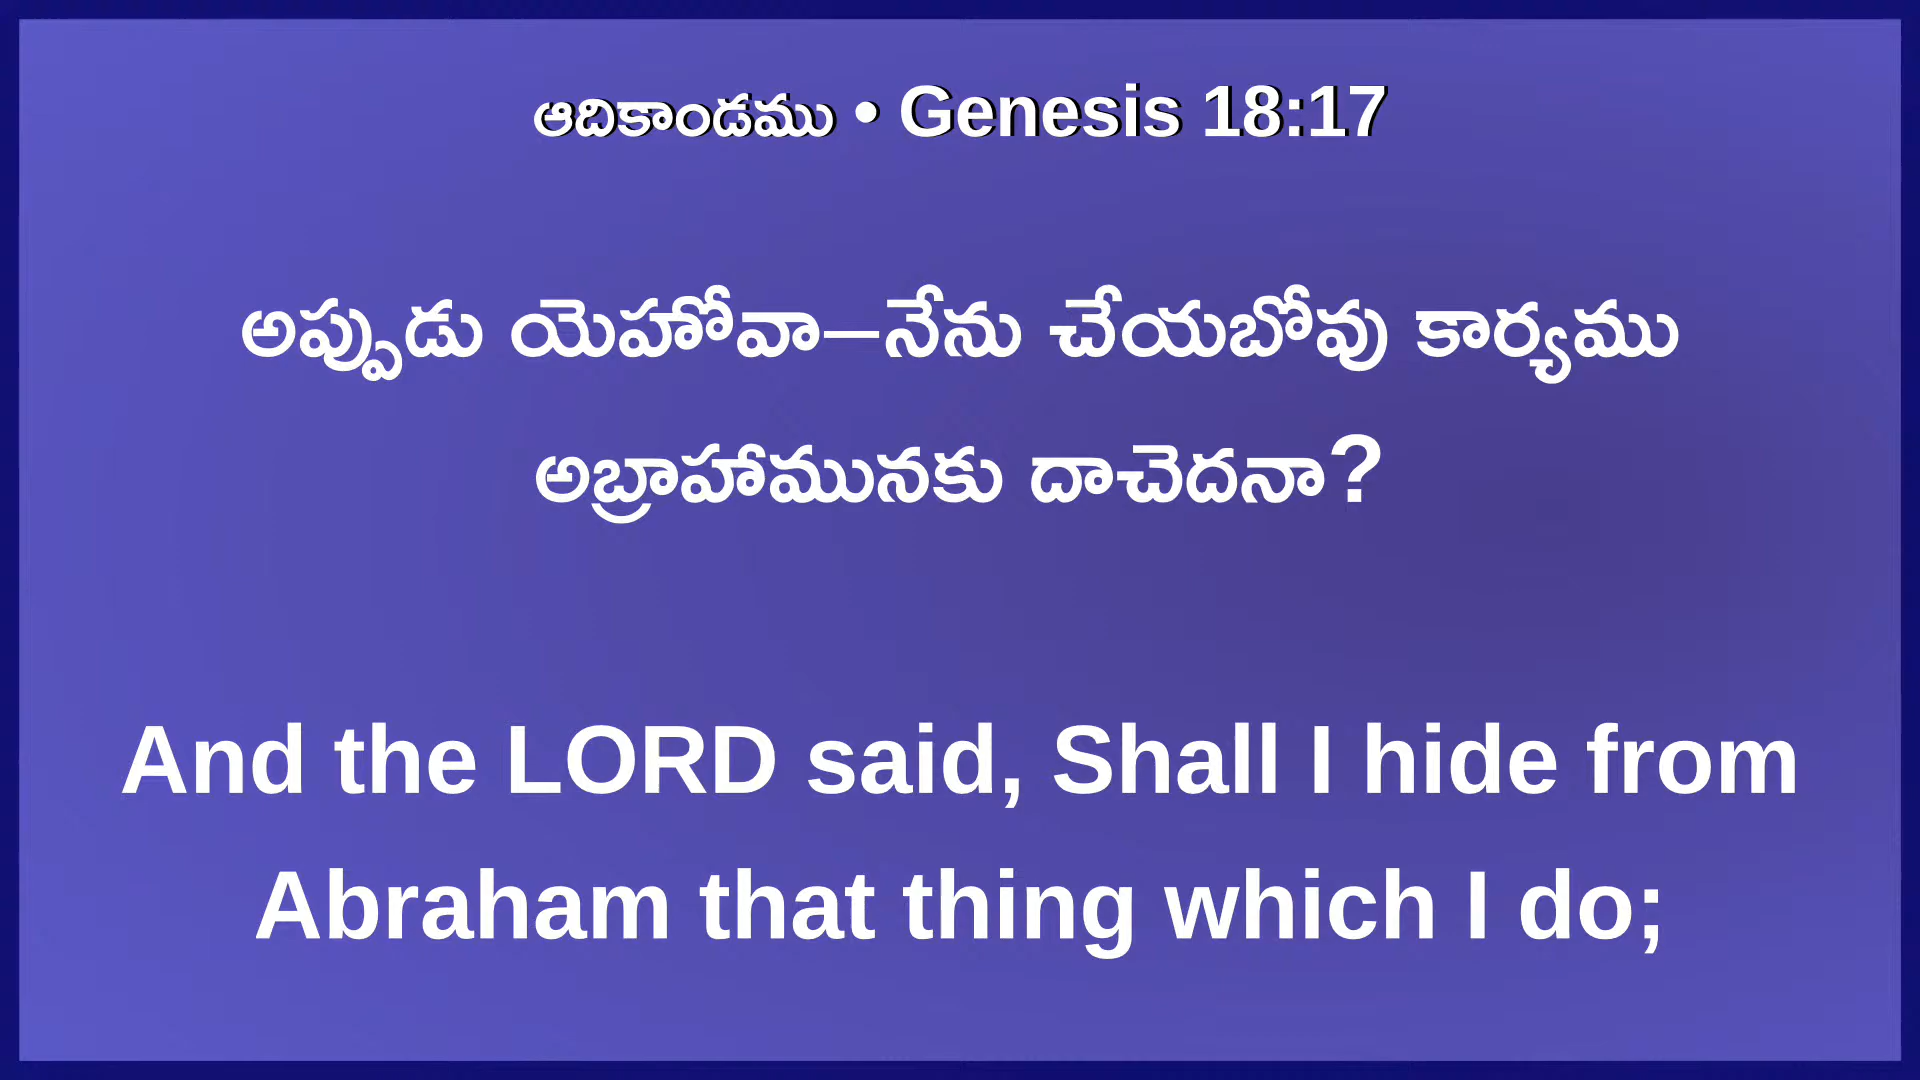 ఆదికాండము • Genesis 18:17
అప్పుడు యెహోవా—నేను చేయబోవు కార్యము
అబ్రాహామునకు దాచెదనా?
And the LORD said, Shall I hide from
Abraham that thing which I do;